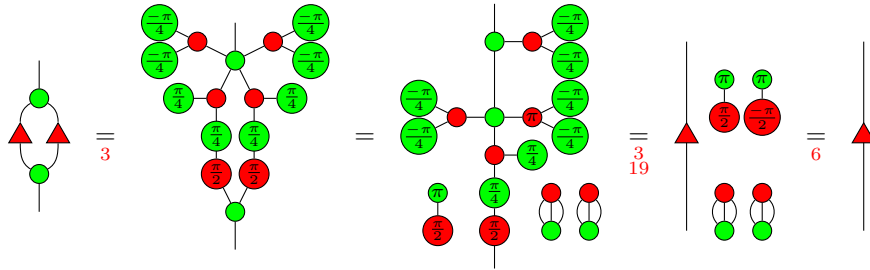 -π/4 -π/4 -π/4 -π/4
-π/4 -π/4 -π/4 -π/4
π/4 π/4 -π/4 -π/4 π -π/4 π π
= = -π/4 -π/4 = π/2 -π/2 =
3 π/4 π/4 π/4 3 6
π/2 π/2 19
π π/4
π/2 π/2